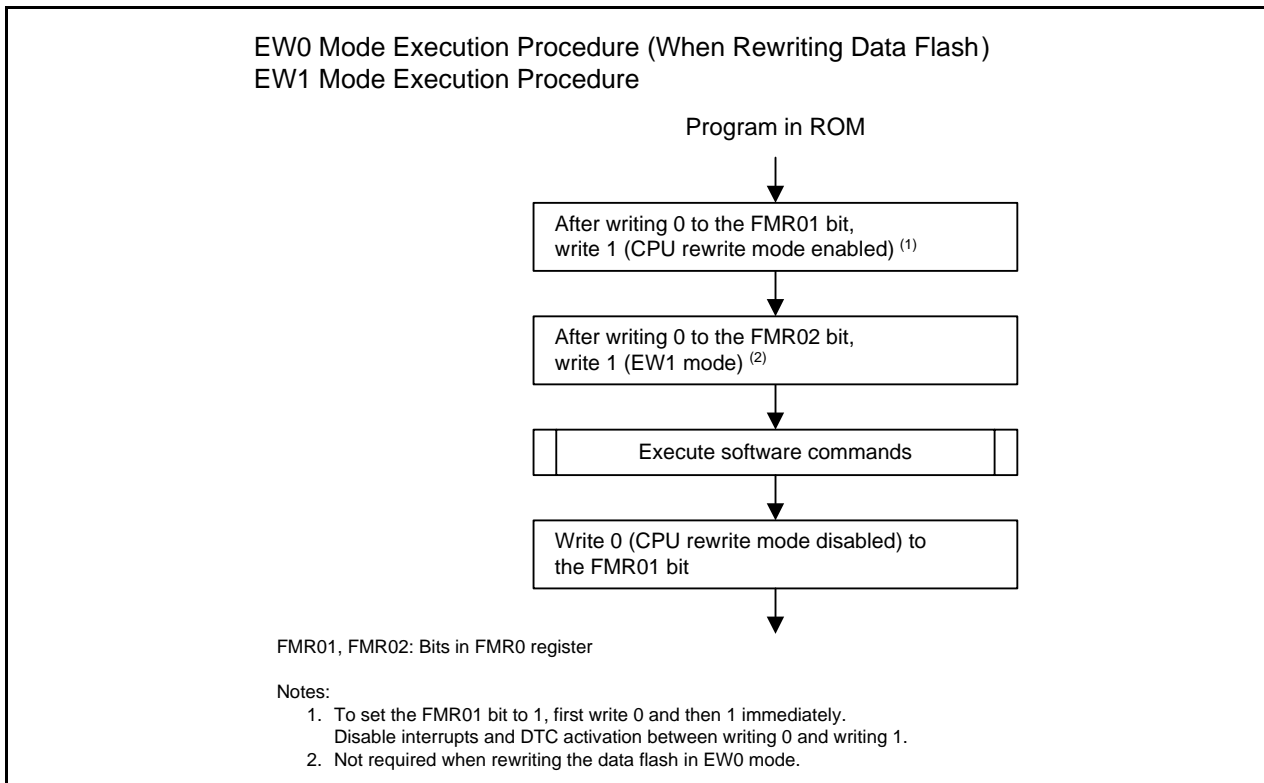 EW0 Mode Execution Procedure (When Rewriting Data Flash)
EW1 Mode Execution Procedure
Program in ROM
After writing 0 to the FMR01 bit,
write 1 (CPU rewrite mode enabled) (1)
After writing 0 to the FMR02 bit,
write 1 (EW1 mode) (2)
Execute software commands
Write 0 (CPU rewrite mode disabled) to
the FMR01 bit
FMR01, FMR02: Bits in FMR0 register
Notes:
1. To set the FMR01 bit to 1, first write 0 and then 1 immediately.
Disable interrupts and DTC activation between writing 0 and writing 1.
2. Not required when rewriting the data flash in EW0 mode.